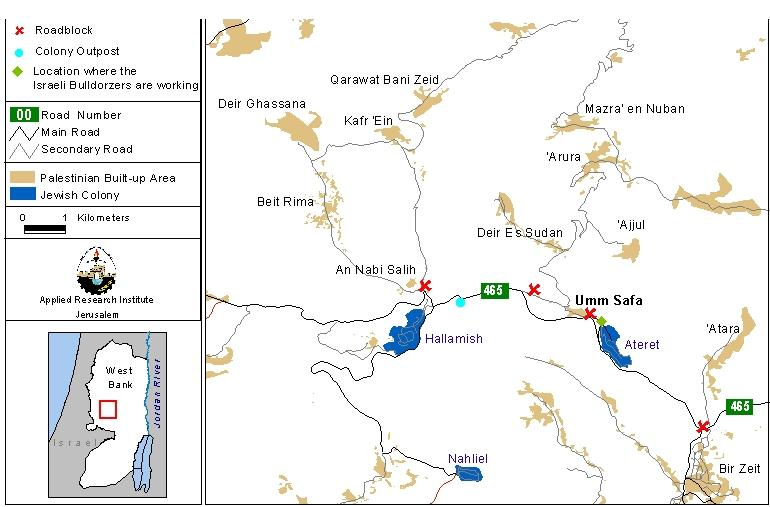 Roadblock
Colony Outpost
Location where the
Israeli Bulldorzers are working
00 Road Number
Main Road
Secondary Road
Palestinian Built-up Area
Jewish Colony
0 1 Kilometers
Applied Research Institute
Jerusalem
West
Bank
Jordan River
Israel
Qarawat Bani Zeid
Deir Ghassana
Kafr 'Ein
Mazra' en Nuban
'Arura
Beit Rima
Deir Es Sudan
'Ajjul
An Nabi Salih
465
Umm Safa
Hallamish
Ateret
'Atara
465
Nahliel
Bir Zeit